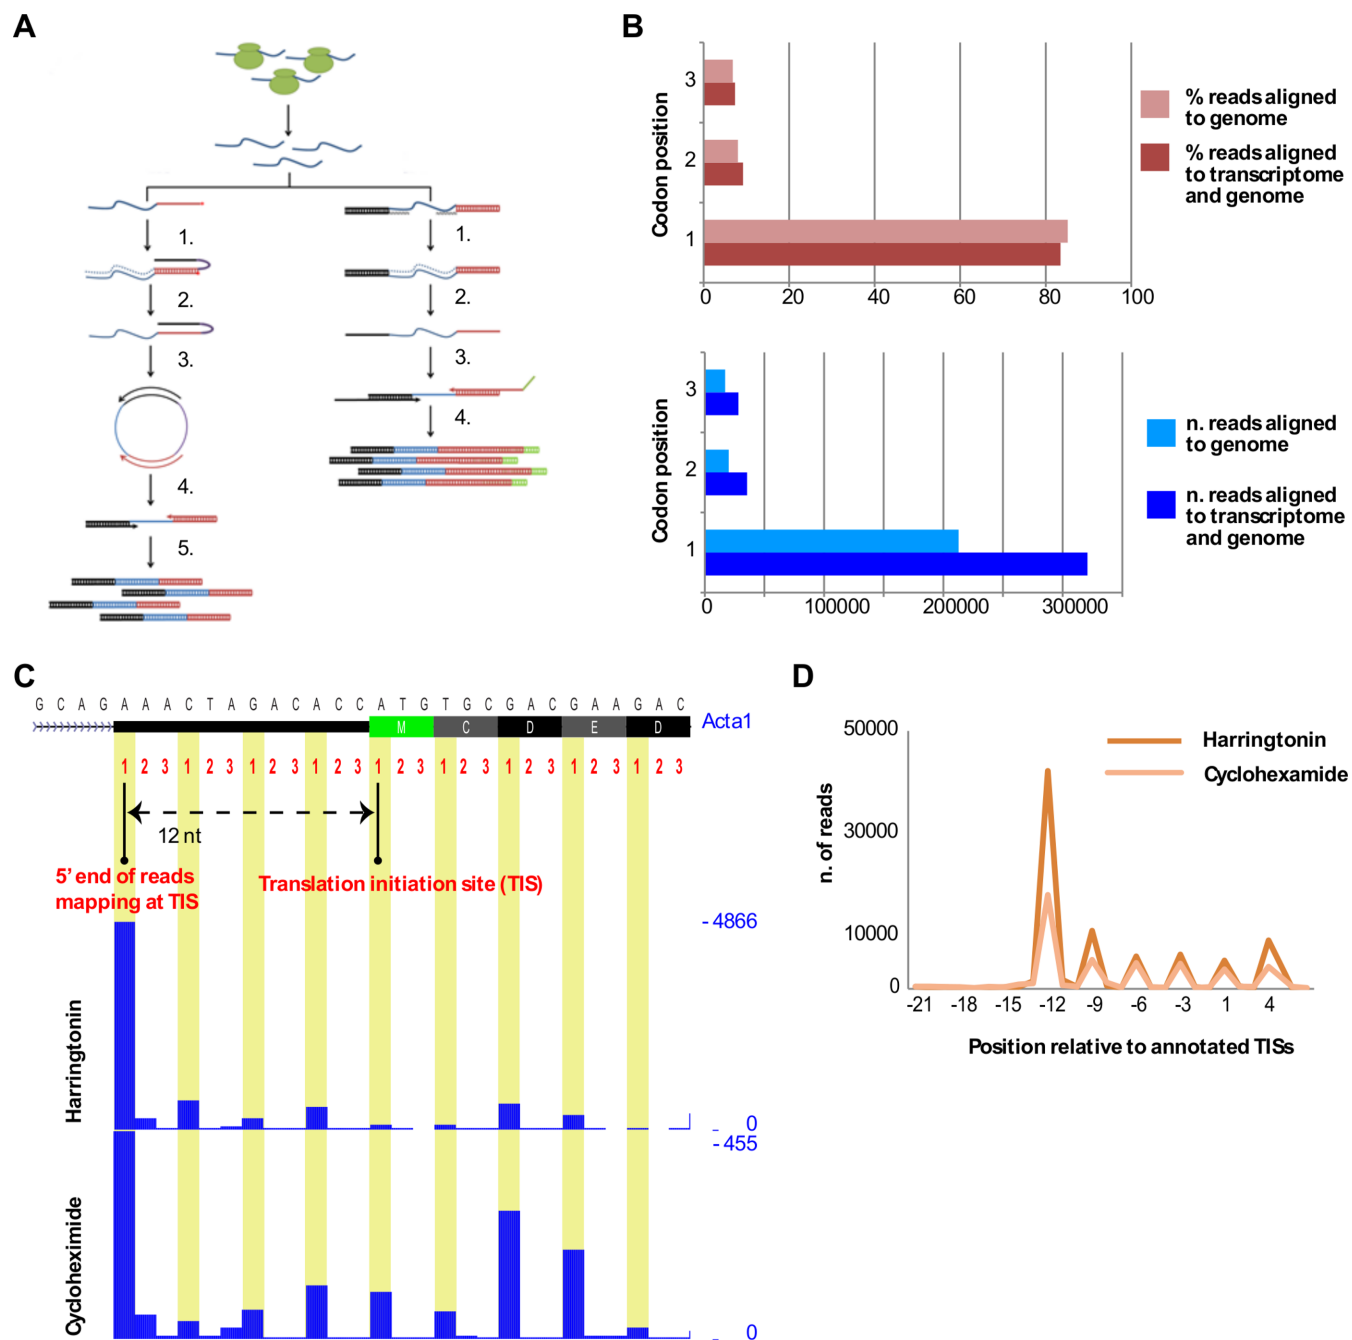 A
1.
2.
3.
4.
5.
1.
2.
3.
4.
B
Codon position
3
2
1
0 20 40 60 80 100
% reads aligned
to genome
% reads aligned
to transcriptome
and genome
Codon position
3
2
1
0 100000 200000 300000
n. reads aligned
to genome
n. reads aligned
to transcriptome
and genome
C
G C A G A A A C T A G A C A C C A T G T G C G A C G A A G A C
M C D E D
Acta1
1 2 3 1 2 3 1 2 3 1 2 3 1 2 3 1 2 3 1 2 3 1 2 3 1 2 3
12 nt
5' end of reads
mapping at TIS
Translation initiation site (TIS)
- 4866
Harringtonin
- 0
- 455
Cycloheximide
- 0
D
50000
30000
10000
0
n. of reads
Harringtonin
Cyclohexamide
-21 -18 -15 -12 -9 -6 -3 1 4
Position relative to annotated TISs